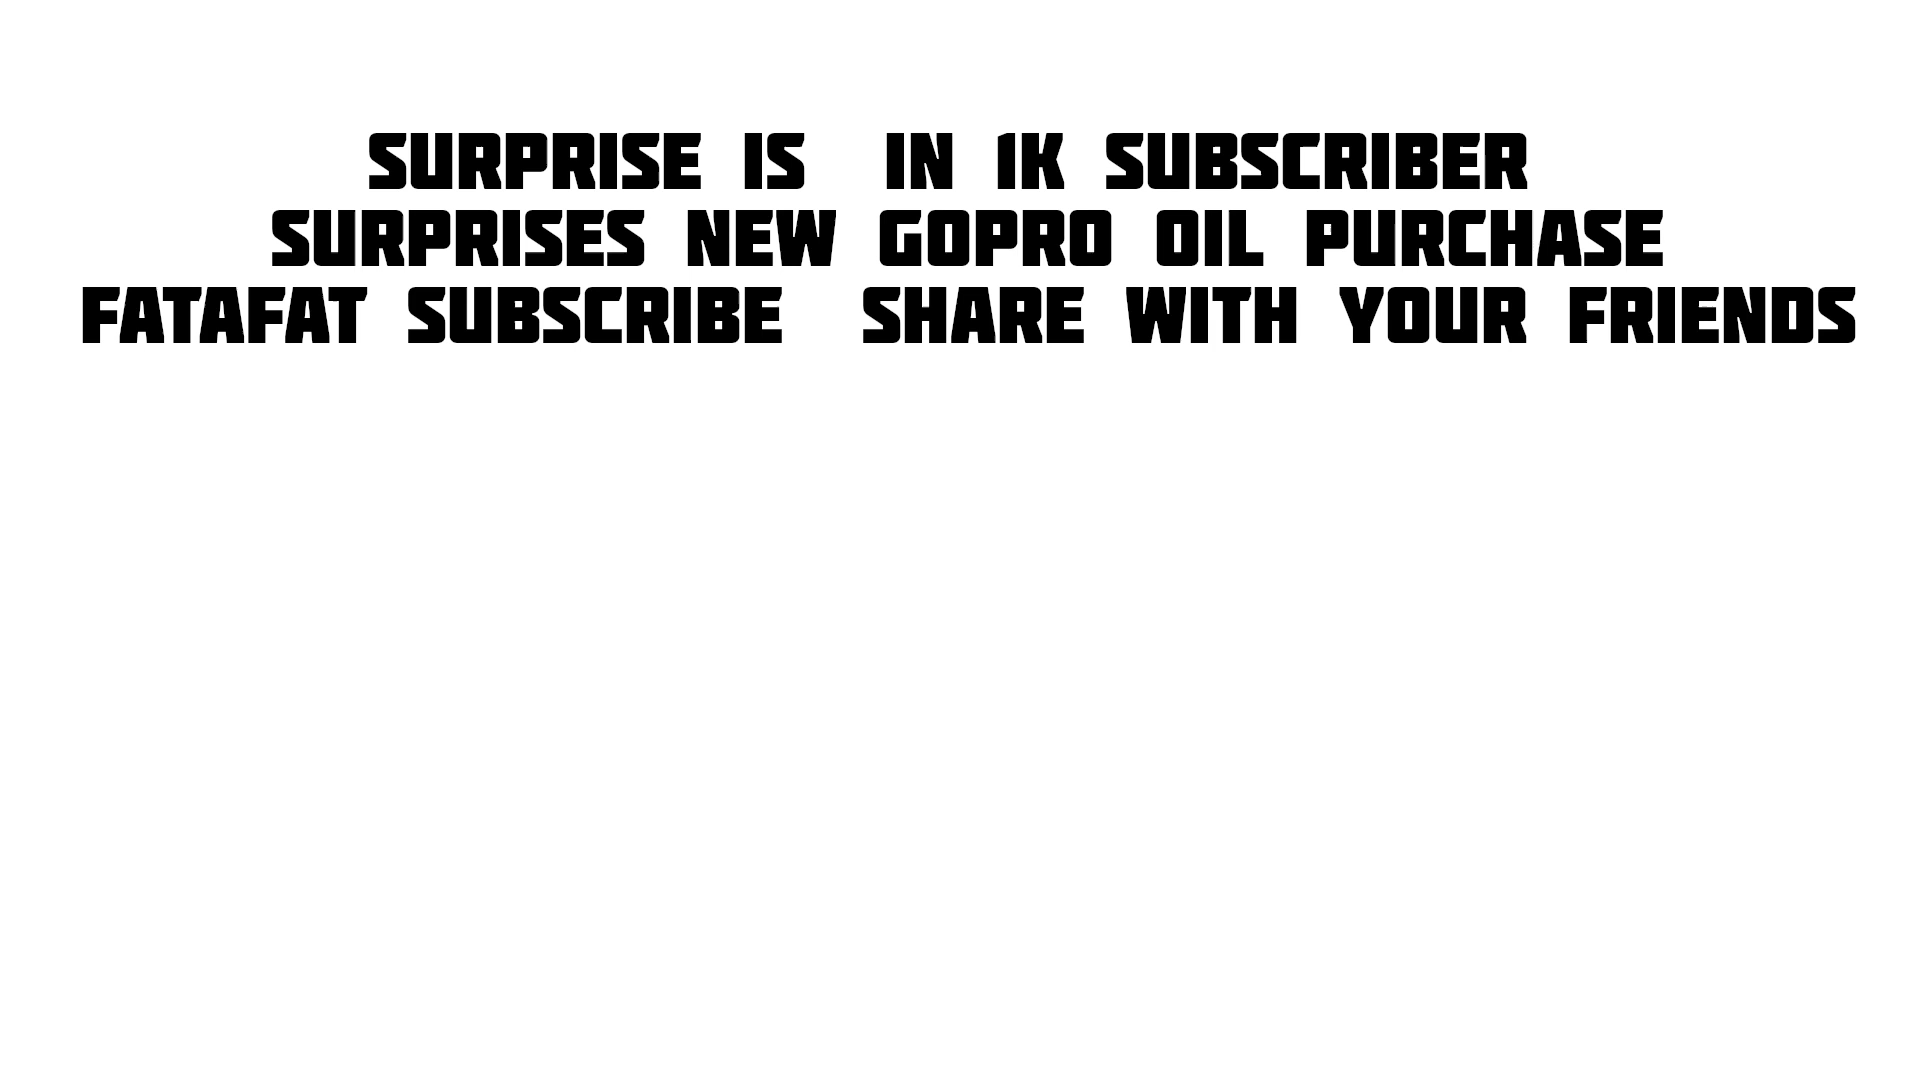 SURPRISE IS IN 1K SUBSCRIBER
SURPRISES NEW GOPRO OIL PURCHASE
FATAFAT SUBSCRIBE SHARE WITH YOUR FRIENDS